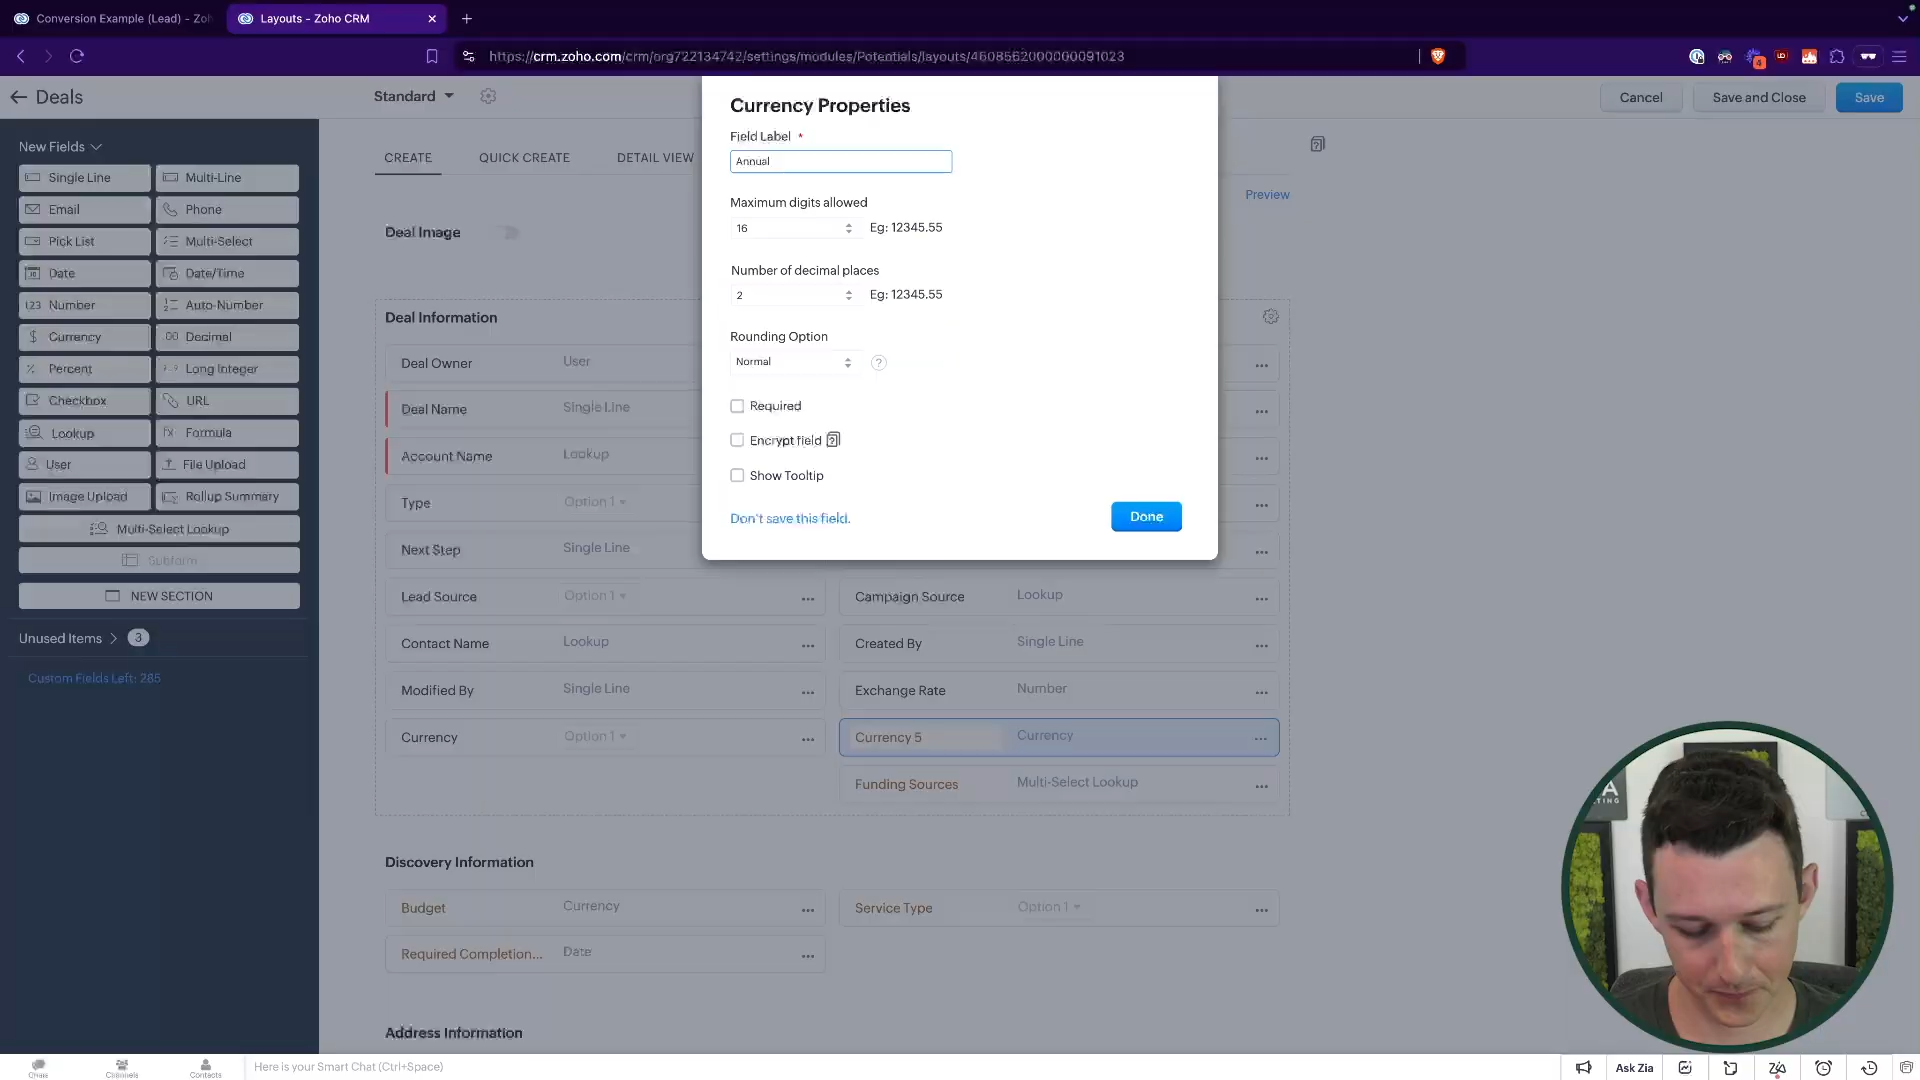 Conversion Example (Lead) - Zoh
Layouts - Zoho CRM
https://crm.zoho.com/crm/org722134742/settings/modules/Potentials/layouts/4608562000000091023
Deals
Standard
Cancel
Save and Close
Save
New Fields
Single Line
Multi-Line
Email
Phone
Pick List
Multi-Select
Date
Date/Time
123 Number
Auto-Number
$ Currency
.00 Decimal
% Percent
Long Integer
Checkbox
URL
Lookup
fx Formula
User
File Upload
Image Upload
Rollup Summary
Multi-Select Lookup
Subform
NEW SECTION
Unused Items
3
Custom Fields Left: 285
CREATE
QUICK CREATE
DETAIL VIEW
Preview
Deal Image
Deal Information
Deal Owner
User
Deal Name
Single Line
Account Name
Lookup
Type
Option 1
Next Step
Single Line
Lead Source
Option 1
Campaign Source
Lookup
Contact Name
Lookup
Created By
Single Line
Modified By
Single Line
Exchange Rate
Number
Currency
Option 1
Currency 5
Currency
Funding Sources
Multi-Select Lookup
Discovery Information
Budget
Currency
Service Type
Option 1
Required Completion...
Date
Address Information
Currency Properties
Field Label *
Annual
Maximum digits allowed
16
Eg: 12345.55
Number of decimal places
2
Eg: 12345.55
Rounding Option
Normal
?
Required
Encrypt field
Show Tooltip
Don't save this field.
Done
Chats
Channels
Contacts
Here is your Smart Chat (Ctrl+Space)
Ask Zia
4